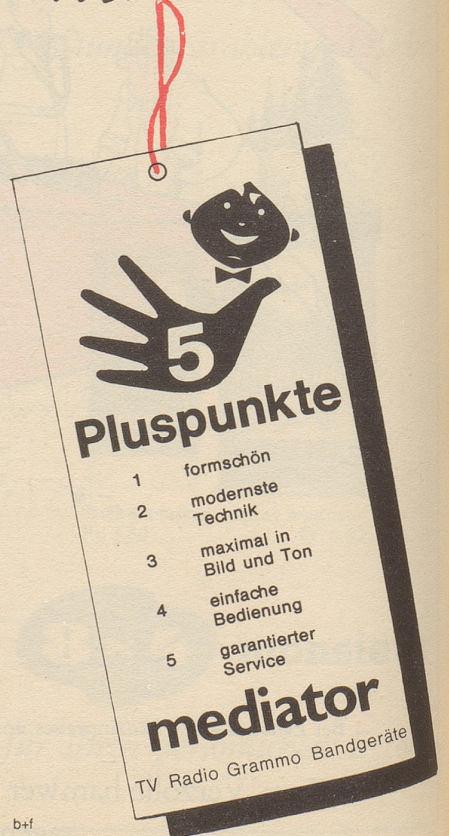 5
Pluspunkte
1 formschön
2 modernste
Technik
3 maximal in
Bild und Ton
4 einfache
Bedienung
5 garantierter
Service
mediator
TV Radio Grammo Bandgeräte
b+f